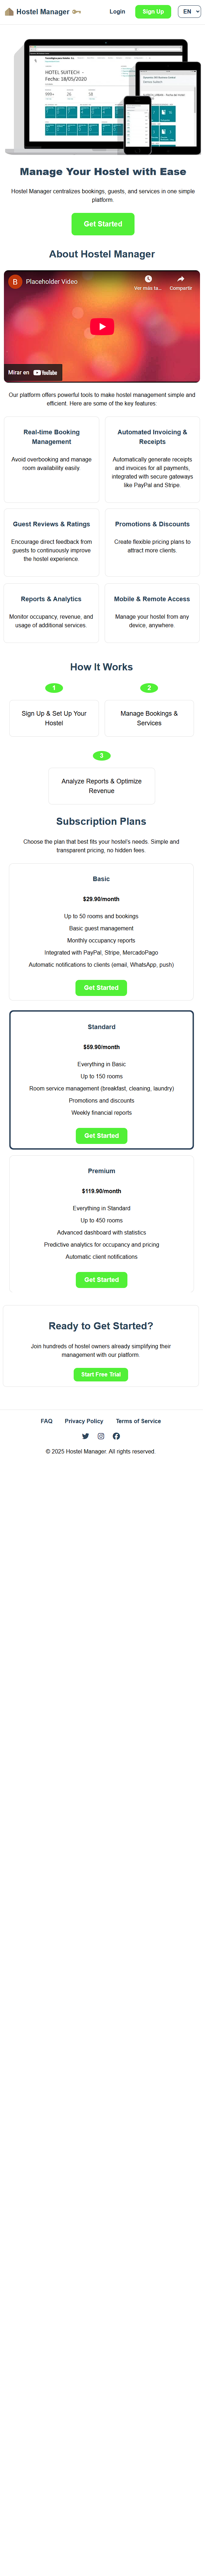 Hostel Manager
Login
Sign Up
EN
HOTEL SUITECH -
Fecha: 18/05/2020
Manage Your Hostel with Ease
Hostel Manager centralizes bookings, guests, and services in one simple
platform.
Get Started
About Hostel Manager
B
Placeholder Video
Ver más ta...
Compartir
Mirar en
YouTube
Our platform offers powerful tools to make hostel management simple and
efficient. Here are some of the key features:
Real-time Booking
Management
Avoid overbooking and manage
room availability easily.
Automated Invoicing &
Receipts
Automatically generate receipts
and invoices for all payments,
integrated with secure gateways
like PayPal and Stripe.
Guest Reviews & Ratings
Encourage direct feedback from
guests to continuously improve
the hostel experience.
Promotions & Discounts
Create flexible pricing plans to
attract more clients.
Reports & Analytics
Monitor occupancy, revenue, and
usage of additional services.
Mobile & Remote Access
Manage your hostel from any
device, anywhere.
How It Works
1
Sign Up & Set Up Your
Hostel
2
Manage Bookings &
Services
3
Analyze Reports & Optimize
Revenue
Subscription Plans
Choose the plan that best fits your hostel's needs. Simple and
transparent pricing, no hidden fees.
Basic
$29.90/month
Up to 50 rooms and bookings
Basic guest management
Monthly occupancy reports
Integrated with PayPal, Stripe, MercadoPago
Automatic notifications to clients (email, WhatsApp, push)
Get Started
Standard
$59.90/month
Everything in Basic
Up to 150 rooms
Room service management (breakfast, cleaning, laundry)
Promotions and discounts
Weekly financial reports
Get Started
Premium
$119.90/month
Everything in Standard
Up to 450 rooms
Advanced dashboard with statistics
Predictive analytics for occupancy and pricing
Automatic client notifications
Get Started
Ready to Get Started?
Join hundreds of hostel owners already simplifying their
management with our platform.
Start Free Trial
FAQ
Privacy Policy
Terms of Service
© 2025 Hostel Manager. All rights reserved.